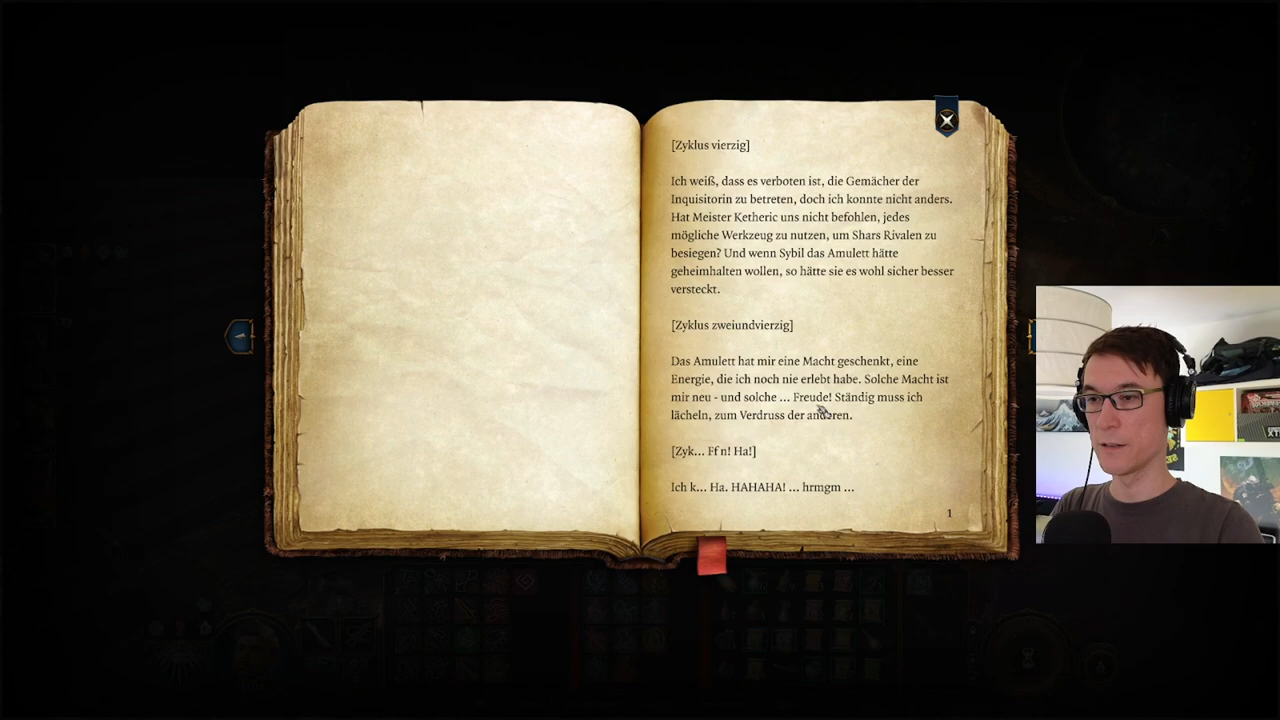 [Zyklus vierzig]
Ich weiß, dass es verboten ist, die Gemächer der
Inquisitorin zu betreten, doch ich konnte nicht anders.
Hat Meister Ketheric uns nicht befohlen, jedes
mögliche Werkzeug zu nutzen, um Shars Rivalen zu
besiegen? Und wenn Sybil das Amulett hätte
geheimhalten wollen, so hätte sie es wohl sicher besser
versteckt.
[Zyklus zweiundvierzig]
Das Amulett hat mir eine Macht geschenkt, eine
Energie, die ich noch nie erlebt habe. Solche Macht ist
mir neu - und solche ... Freude! Ständig muss ich
lächeln, zum Verdruss der anderen.
[Zyk... Ff n! Ha!]
Ich k... Ha. HAHAHA! ... hrmgm ...
1